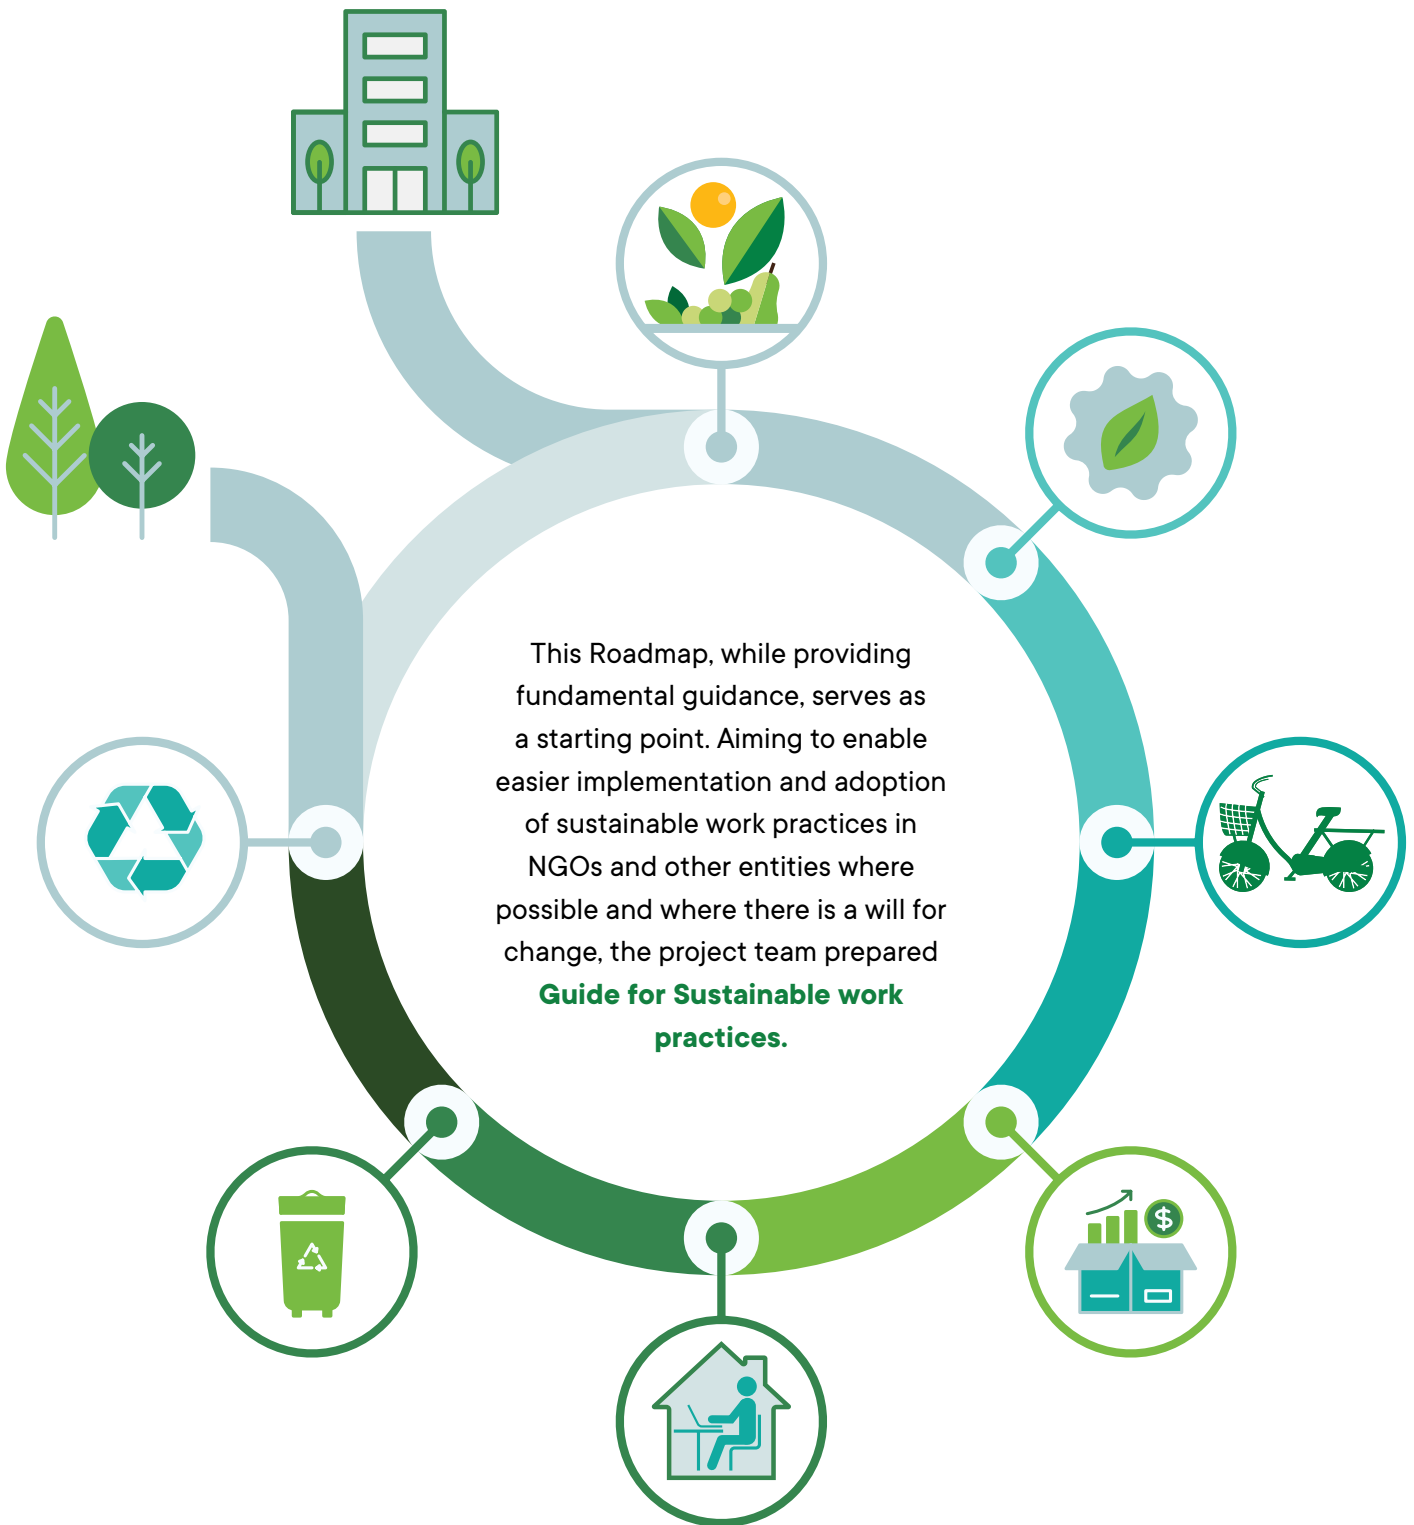 This Roadmap, while providing
fundamental guidance, serves as
a starting point. Aiming to enable
easier implementation and adoption
of sustainable work practices in
NGOs and other entities where
possible and where there is a will for
change, the project team prepared
Guide for Sustainable work
practices.
$